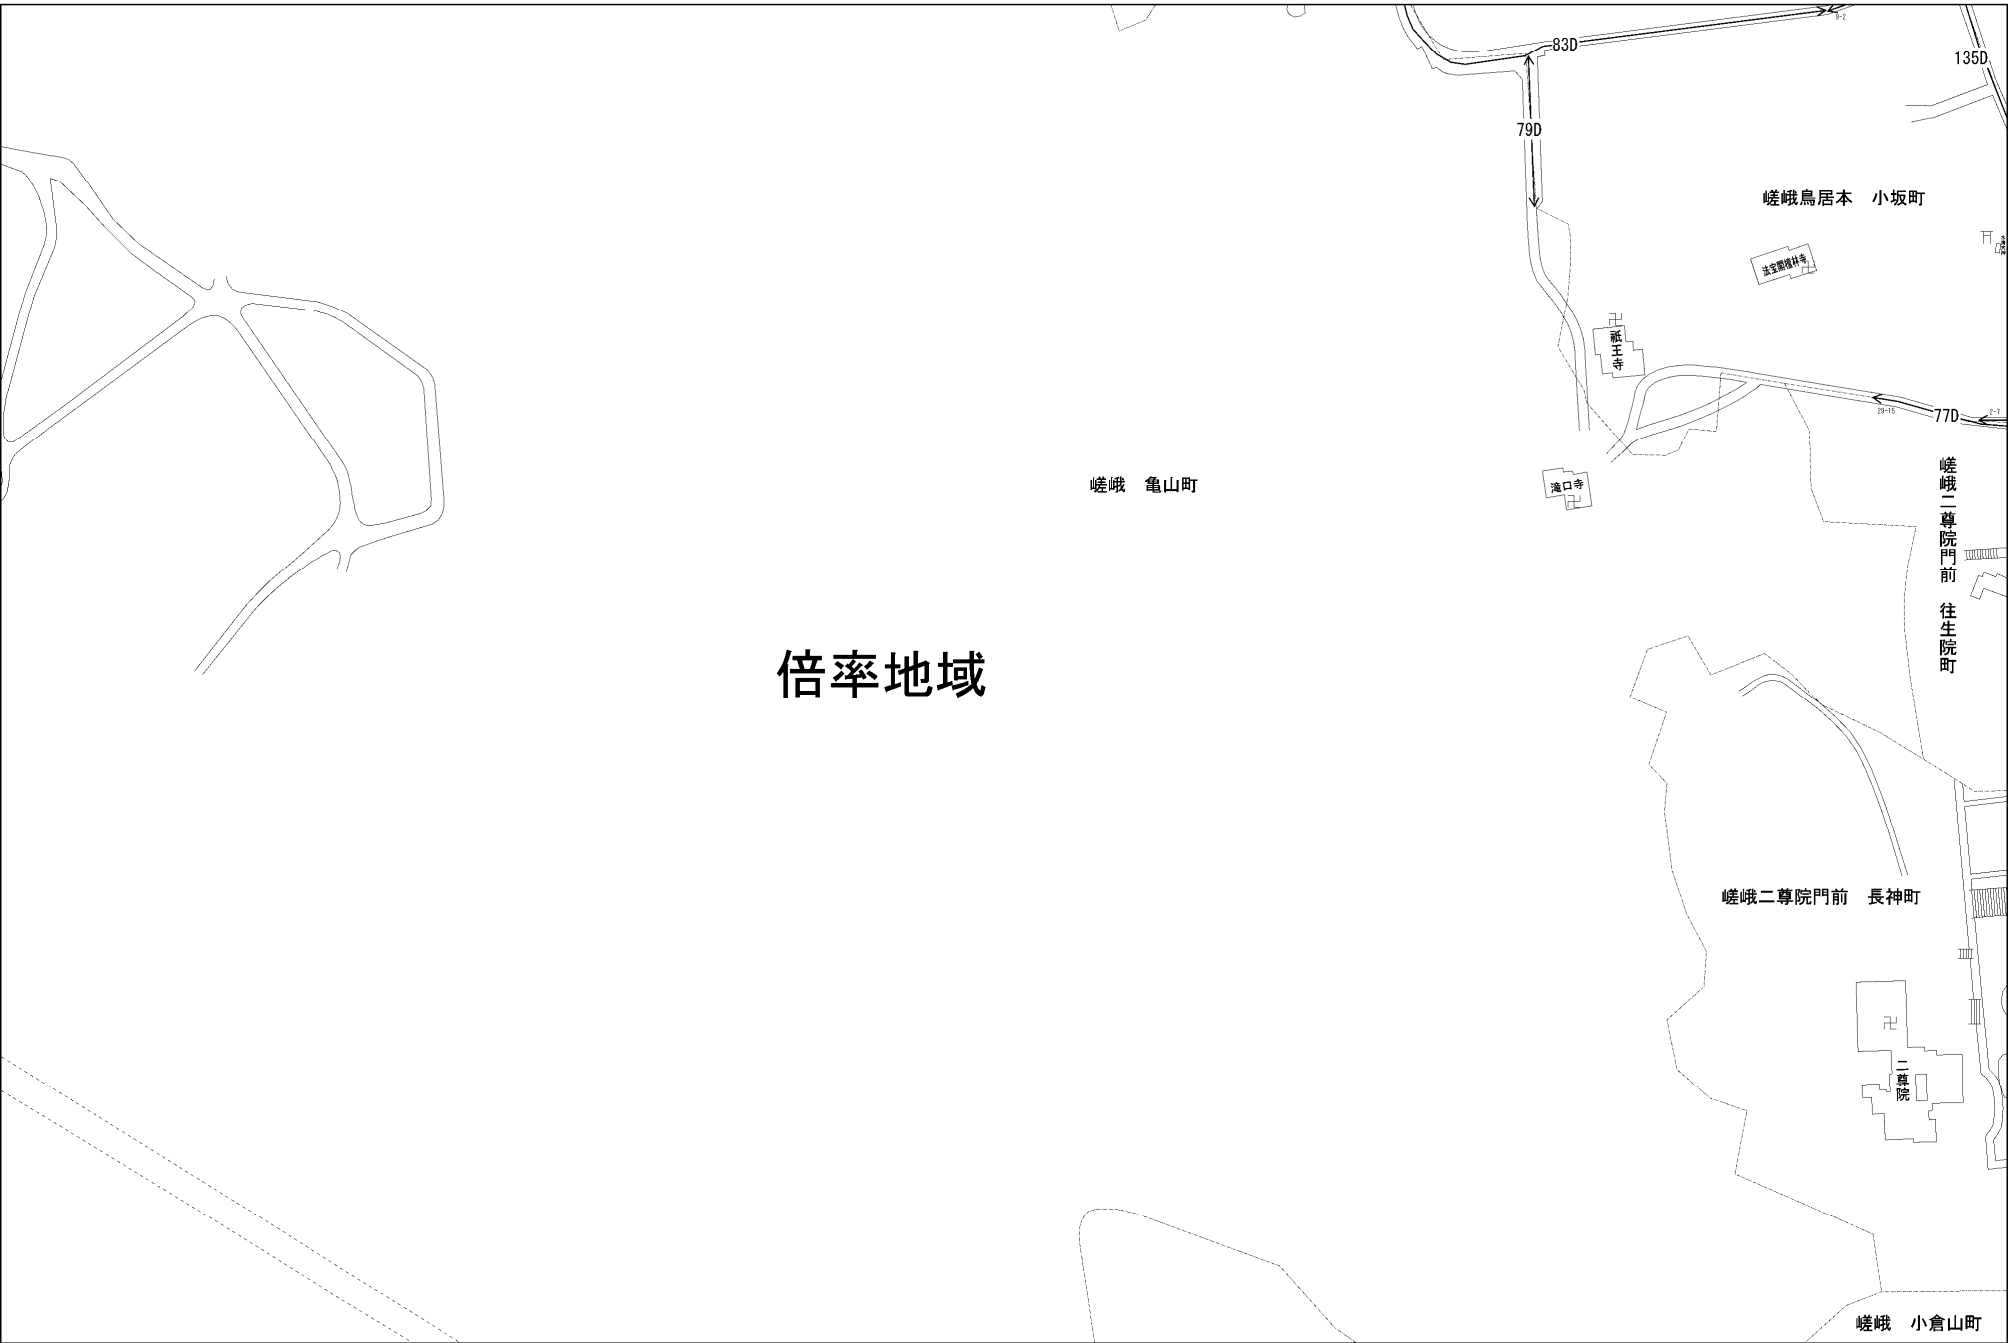 9-2
83D
135D
79D
嵯峨鳥居本　小坂町
法宝閣檀林寺
祇王寺
29-15
77D
2-7
嵯峨　亀山町
滝口寺
嵯峨二尊院門前　往生院町
倍率地域
嵯峨二尊院門前　長神町
二尊院
嵯峨　小倉山町